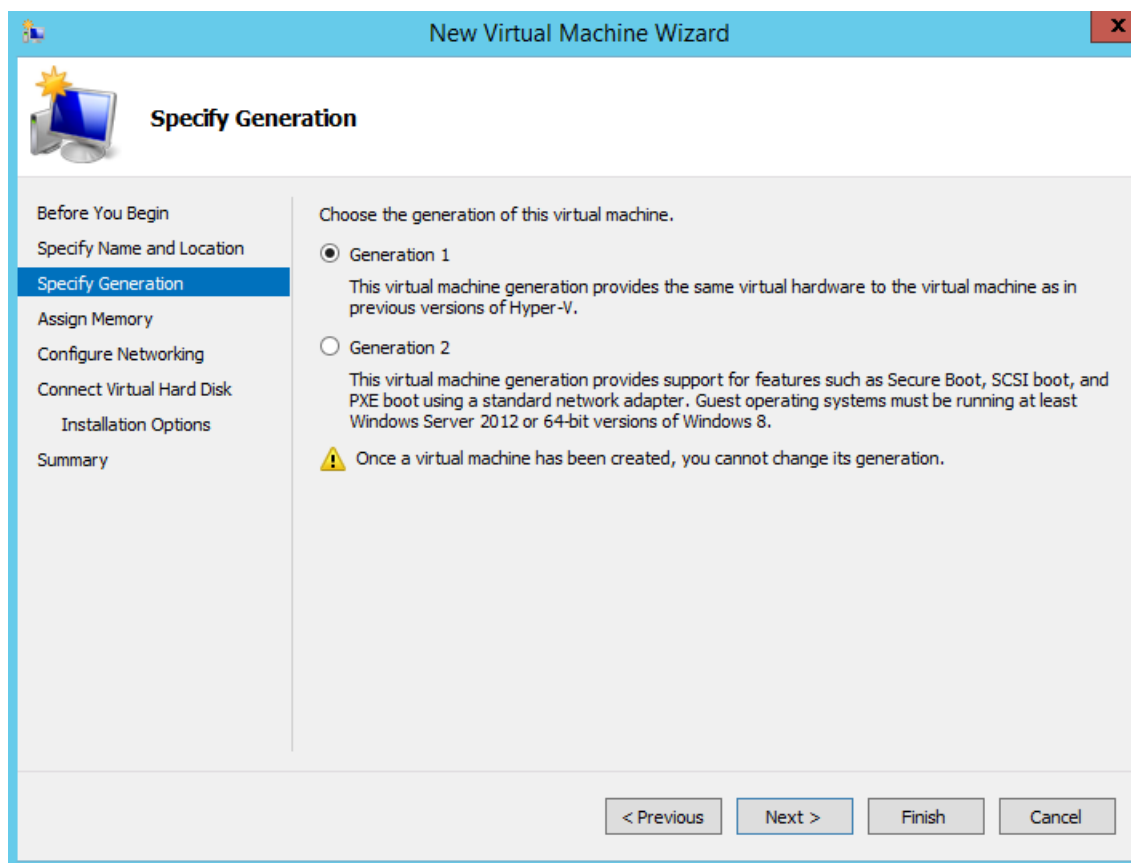 New Virtual Machine Wizard
X
Specify Generation
Before You Begin
Specify Name and Location
Specify Generation
Assign Memory
Configure Networking
Connect Virtual Hard Disk
Installation Options
Summary
Choose the generation of this virtual machine.
Generation 1
This virtual machine generation provides the same virtual hardware to the virtual machine as in
previous versions of Hyper-V.
Generation 2
This virtual machine generation provides support for features such as Secure Boot, SCSI boot, and
PXE boot using a standard network adapter. Guest operating systems must be running at least
Windows Server 2012 or 64-bit versions of Windows 8.
Once a virtual machine has been created, you cannot change its generation.
< Previous
Next >
Finish
Cancel